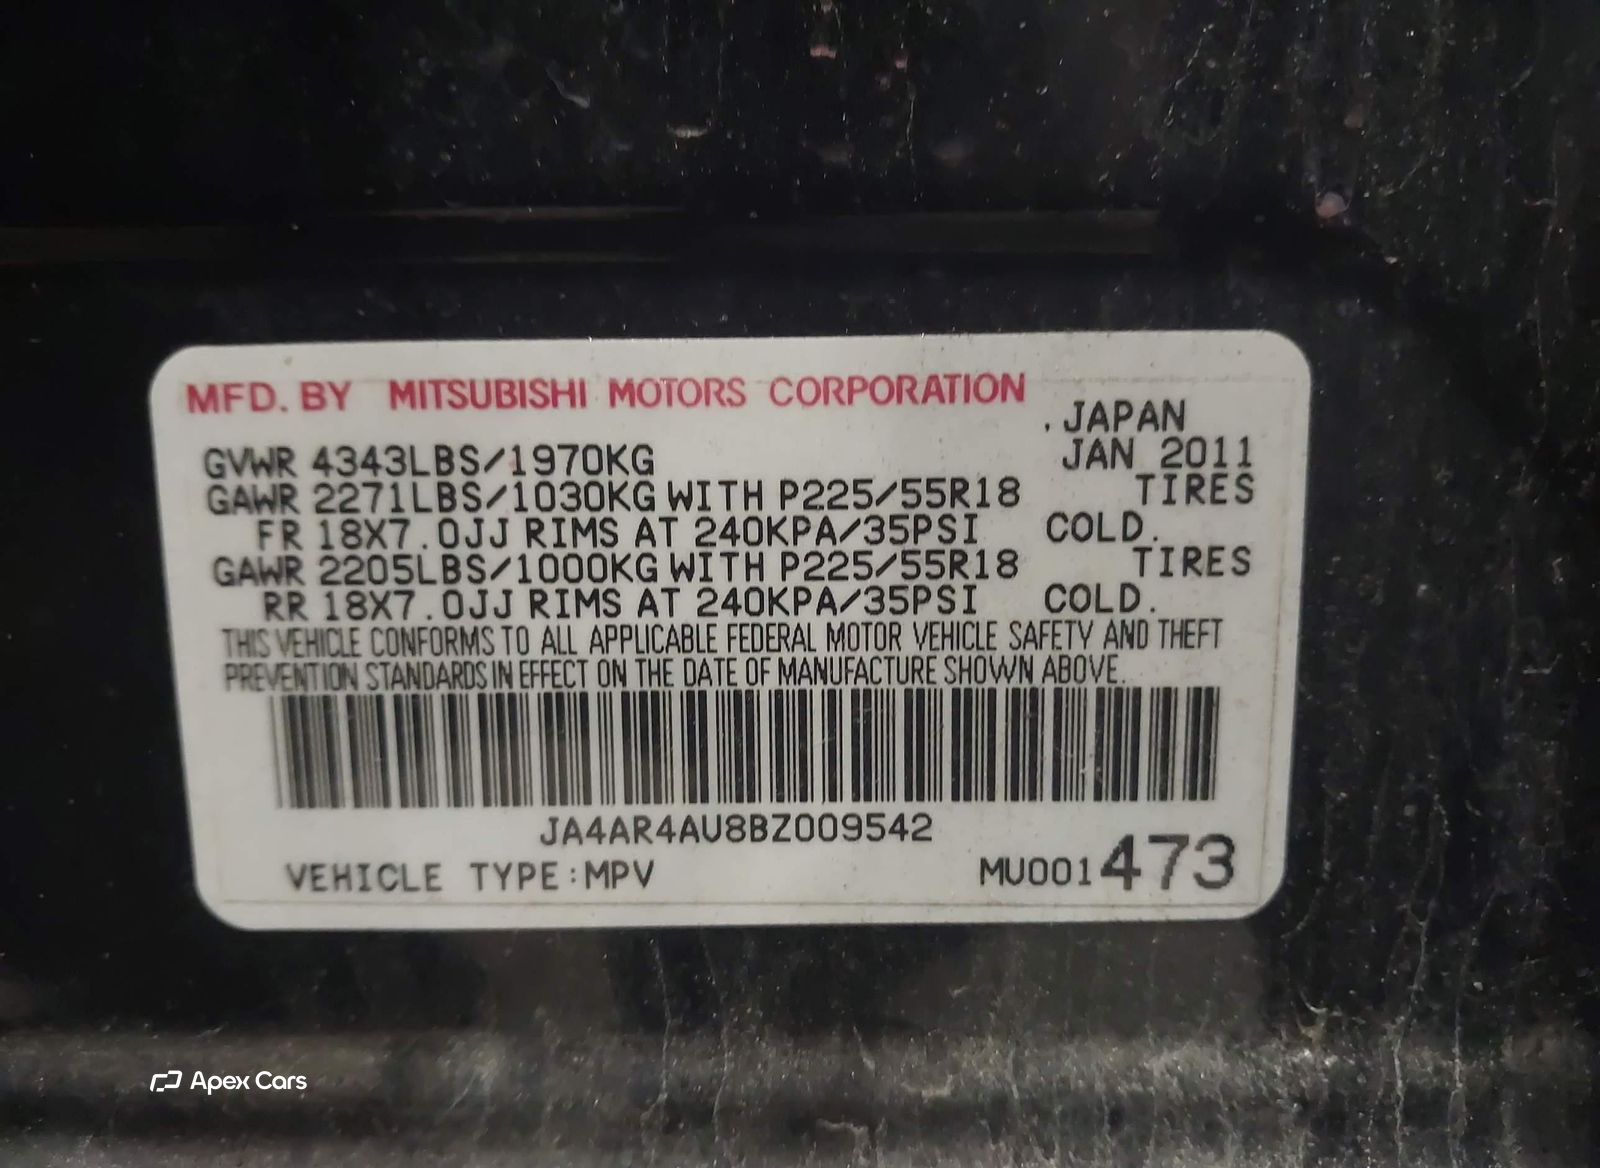 MFD. BY MITSUBISHI MOTORS CORPORATION
. JAPAN
GVWR 4343LBS/1970KG JAN 2011
GAWR 2271LBS/1030KG WITH P225/55R18 TIRES
FR 18X7.0JJ RIMS AT 240KPA/35PSI COLD.
GAWR 2205LBS/1000KG WITH P225/55R18 TIRES
RR 18X7.0JJ RIMS AT 240KPA/35PSI COLD.
THIS VEHICLE CONFORMS TO ALL APPLICABLE FEDERAL MOTOR VEHICLE SAFETY AND THEFT
PREVENTION STANDARDS IN EFFECT ON THE DATE OF MANUFACTURE SHOWN ABOVE.
JA4AR4AU8BZ009542
VEHICLE TYPE:MPV MU001473
Apex Cars